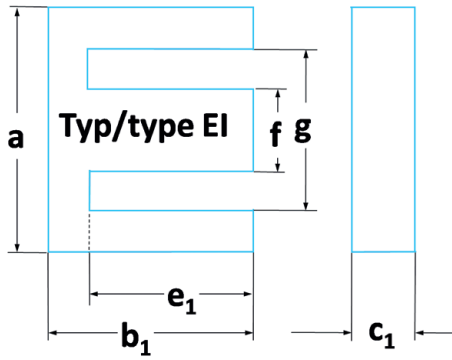 a
Typ/type EI
f
g
e₁
b₁
c₁